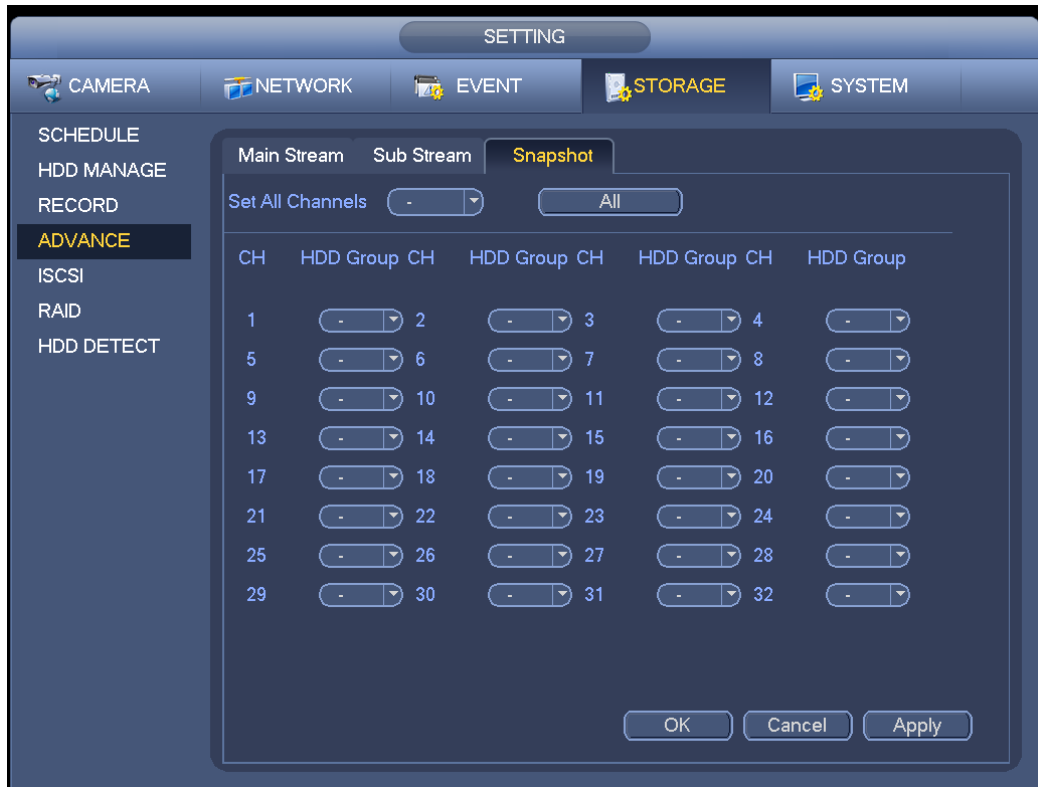 SETTING
CAMERA NETWORK EVENT STORAGE SYSTEM
SCHEDULE
HDD MANAGE
RECORD
ADVANCE
ISCSI
RAID
HDD DETECT
Main Stream Sub Stream Snapshot
Set All Channels - All
CH HDD Group CH HDD Group CH HDD Group CH HDD Group
1 - 2 - 3 - 4 -
5 - 6 - 7 - 8 -
9 - 10 - 11 - 12 -
13 - 14 - 15 - 16 -
17 - 18 - 19 - 20 -
21 - 22 - 23 - 24 -
25 - 26 - 27 - 28 -
29 - 30 - 31 - 32 -
OK Cancel Apply